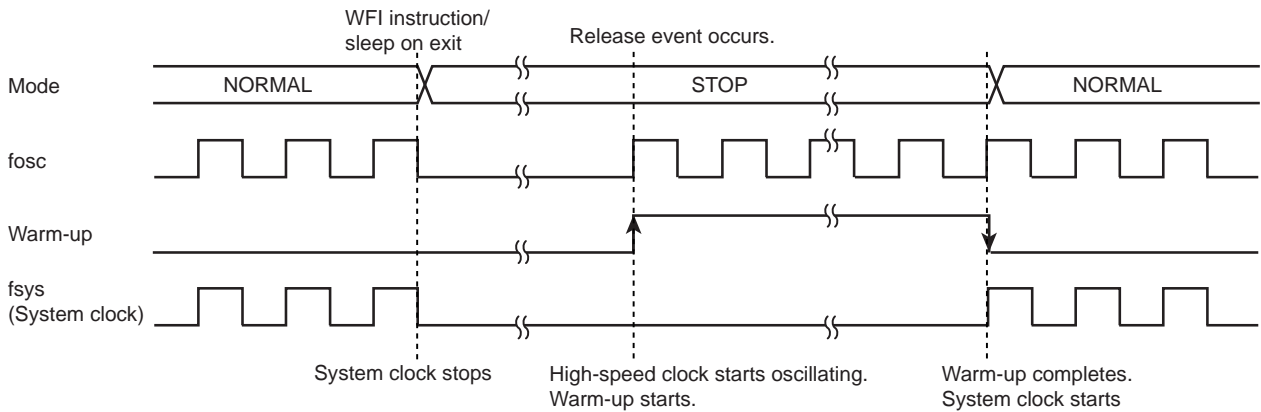 WFI instruction/
sleep on exit
Release event occurs.
Mode
NORMAL
STOP
NORMAL
fosc
Warm-up
fsys
(System clock)
System clock stops
High-speed clock starts oscillating.
Warm-up starts.
Warm-up completes.
System clock starts